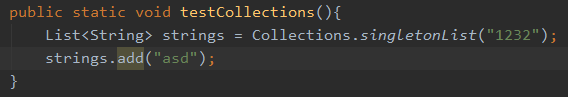 public static void testCollections(){
    List<String> strings = Collections.singletonList("1232");
    strings.add("asd");
}